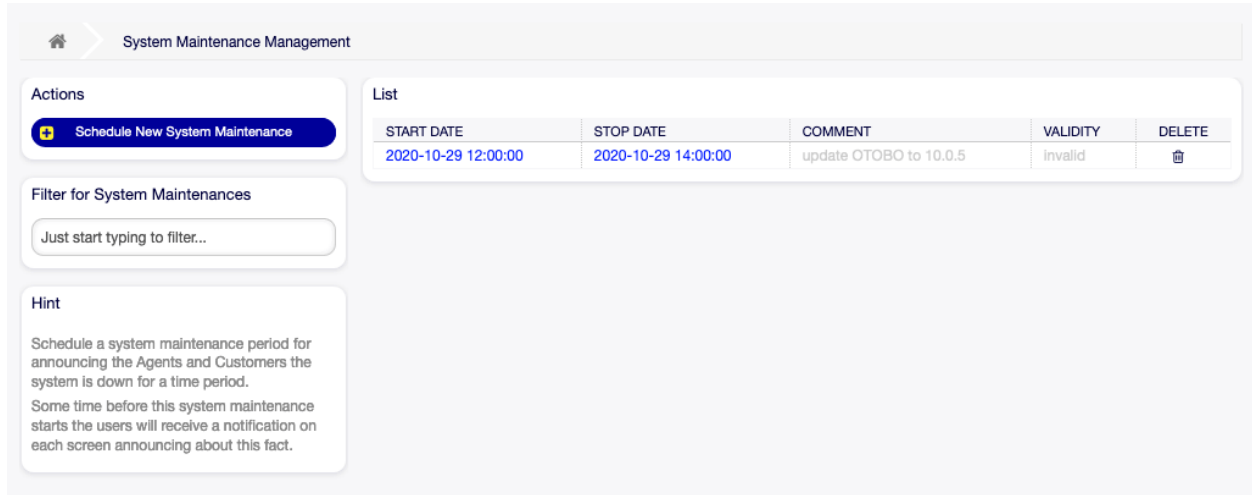 System Maintenance Management
Actions
Schedule New System Maintenance
Filter for System Maintenances
Just start typing to filter...
Hint
Schedule a system maintenance period for
announcing the Agents and Customers the
system is down for a time period.
Some time before this system maintenance
starts the users will receive a notification on
each screen announcing about this fact.
List
START DATE STOP DATE COMMENT VALIDITY DELETE
2020-10-29 12:00:00 2020-10-29 14:00:00 update OTOBO to 10.0.5 invalid